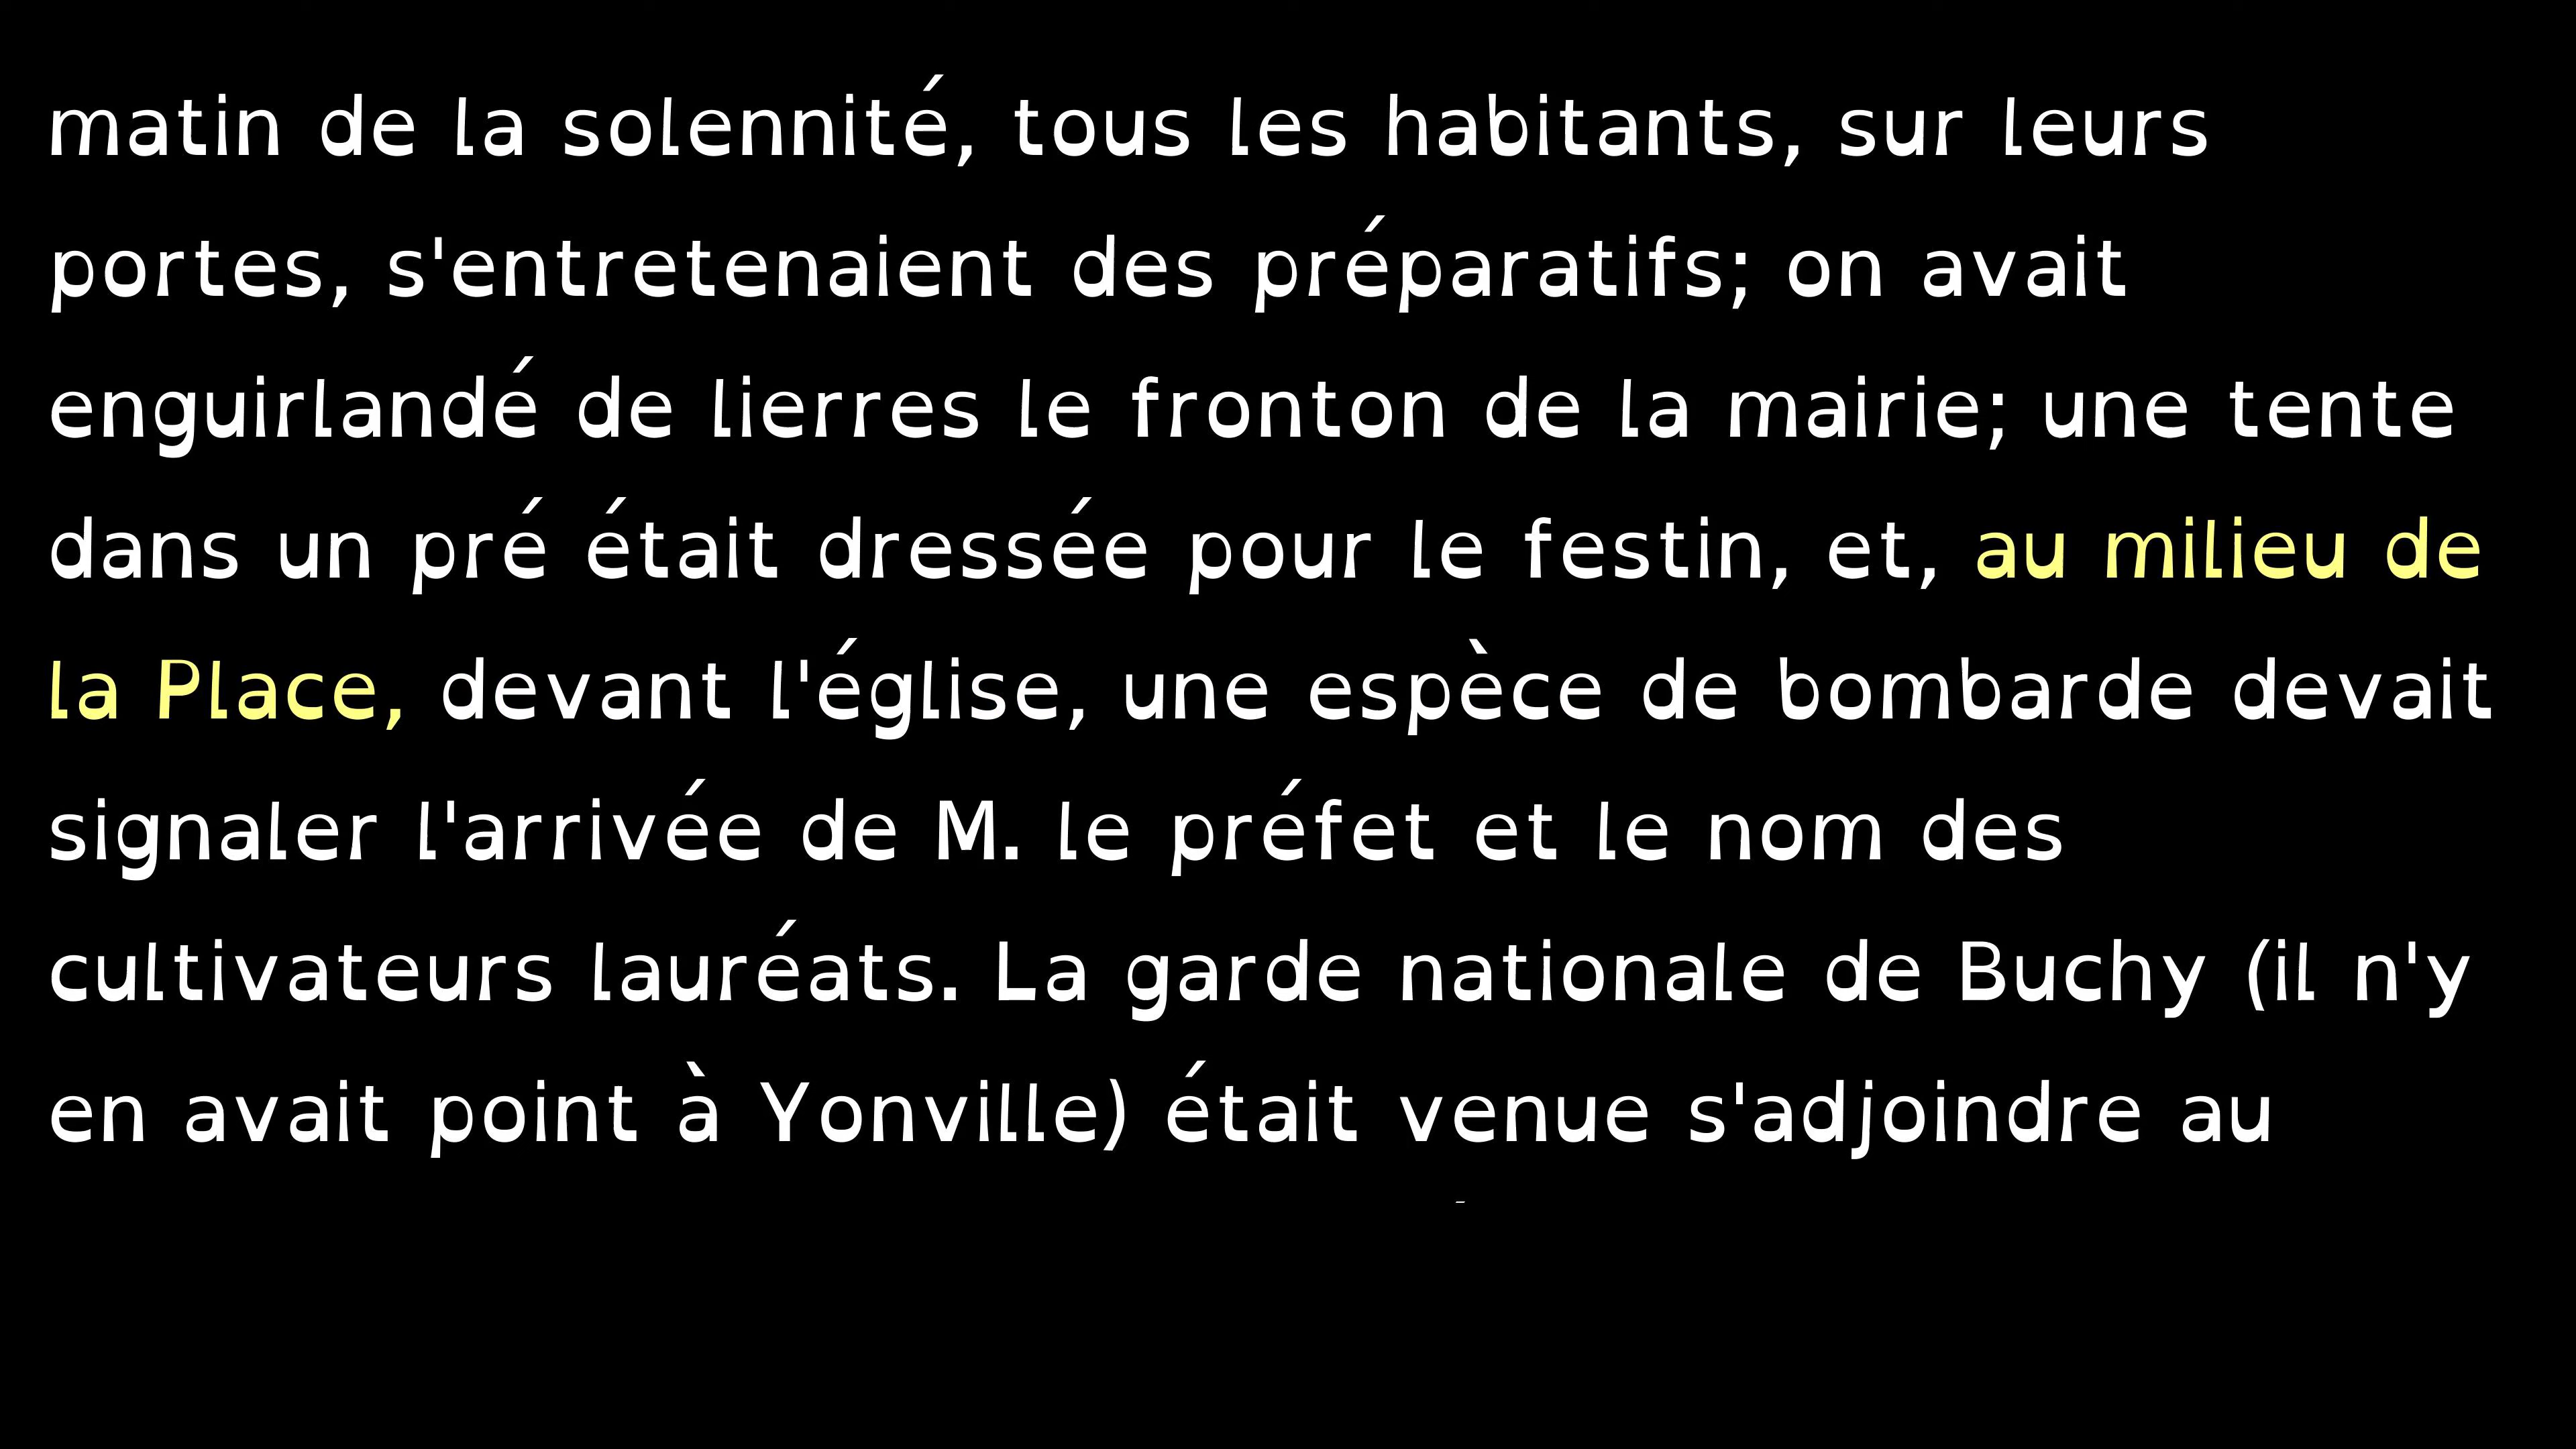 matin de la solennité, tous les habitants, sur leurs
portes, s'entretenaient des préparatifs; on avait
enguirlandé de lierres le fronton de la mairie; une tente
dans un pré était dressée pour le festin, et, au milieu de
la Place, devant l'église, une espèce de bombarde devait
signaler l'arrivée de M. le préfet et le nom des
cultivateurs lauréats. La garde nationale de Buchy (il n'y
en avait point à Yonville) était venue s'adjoindre au